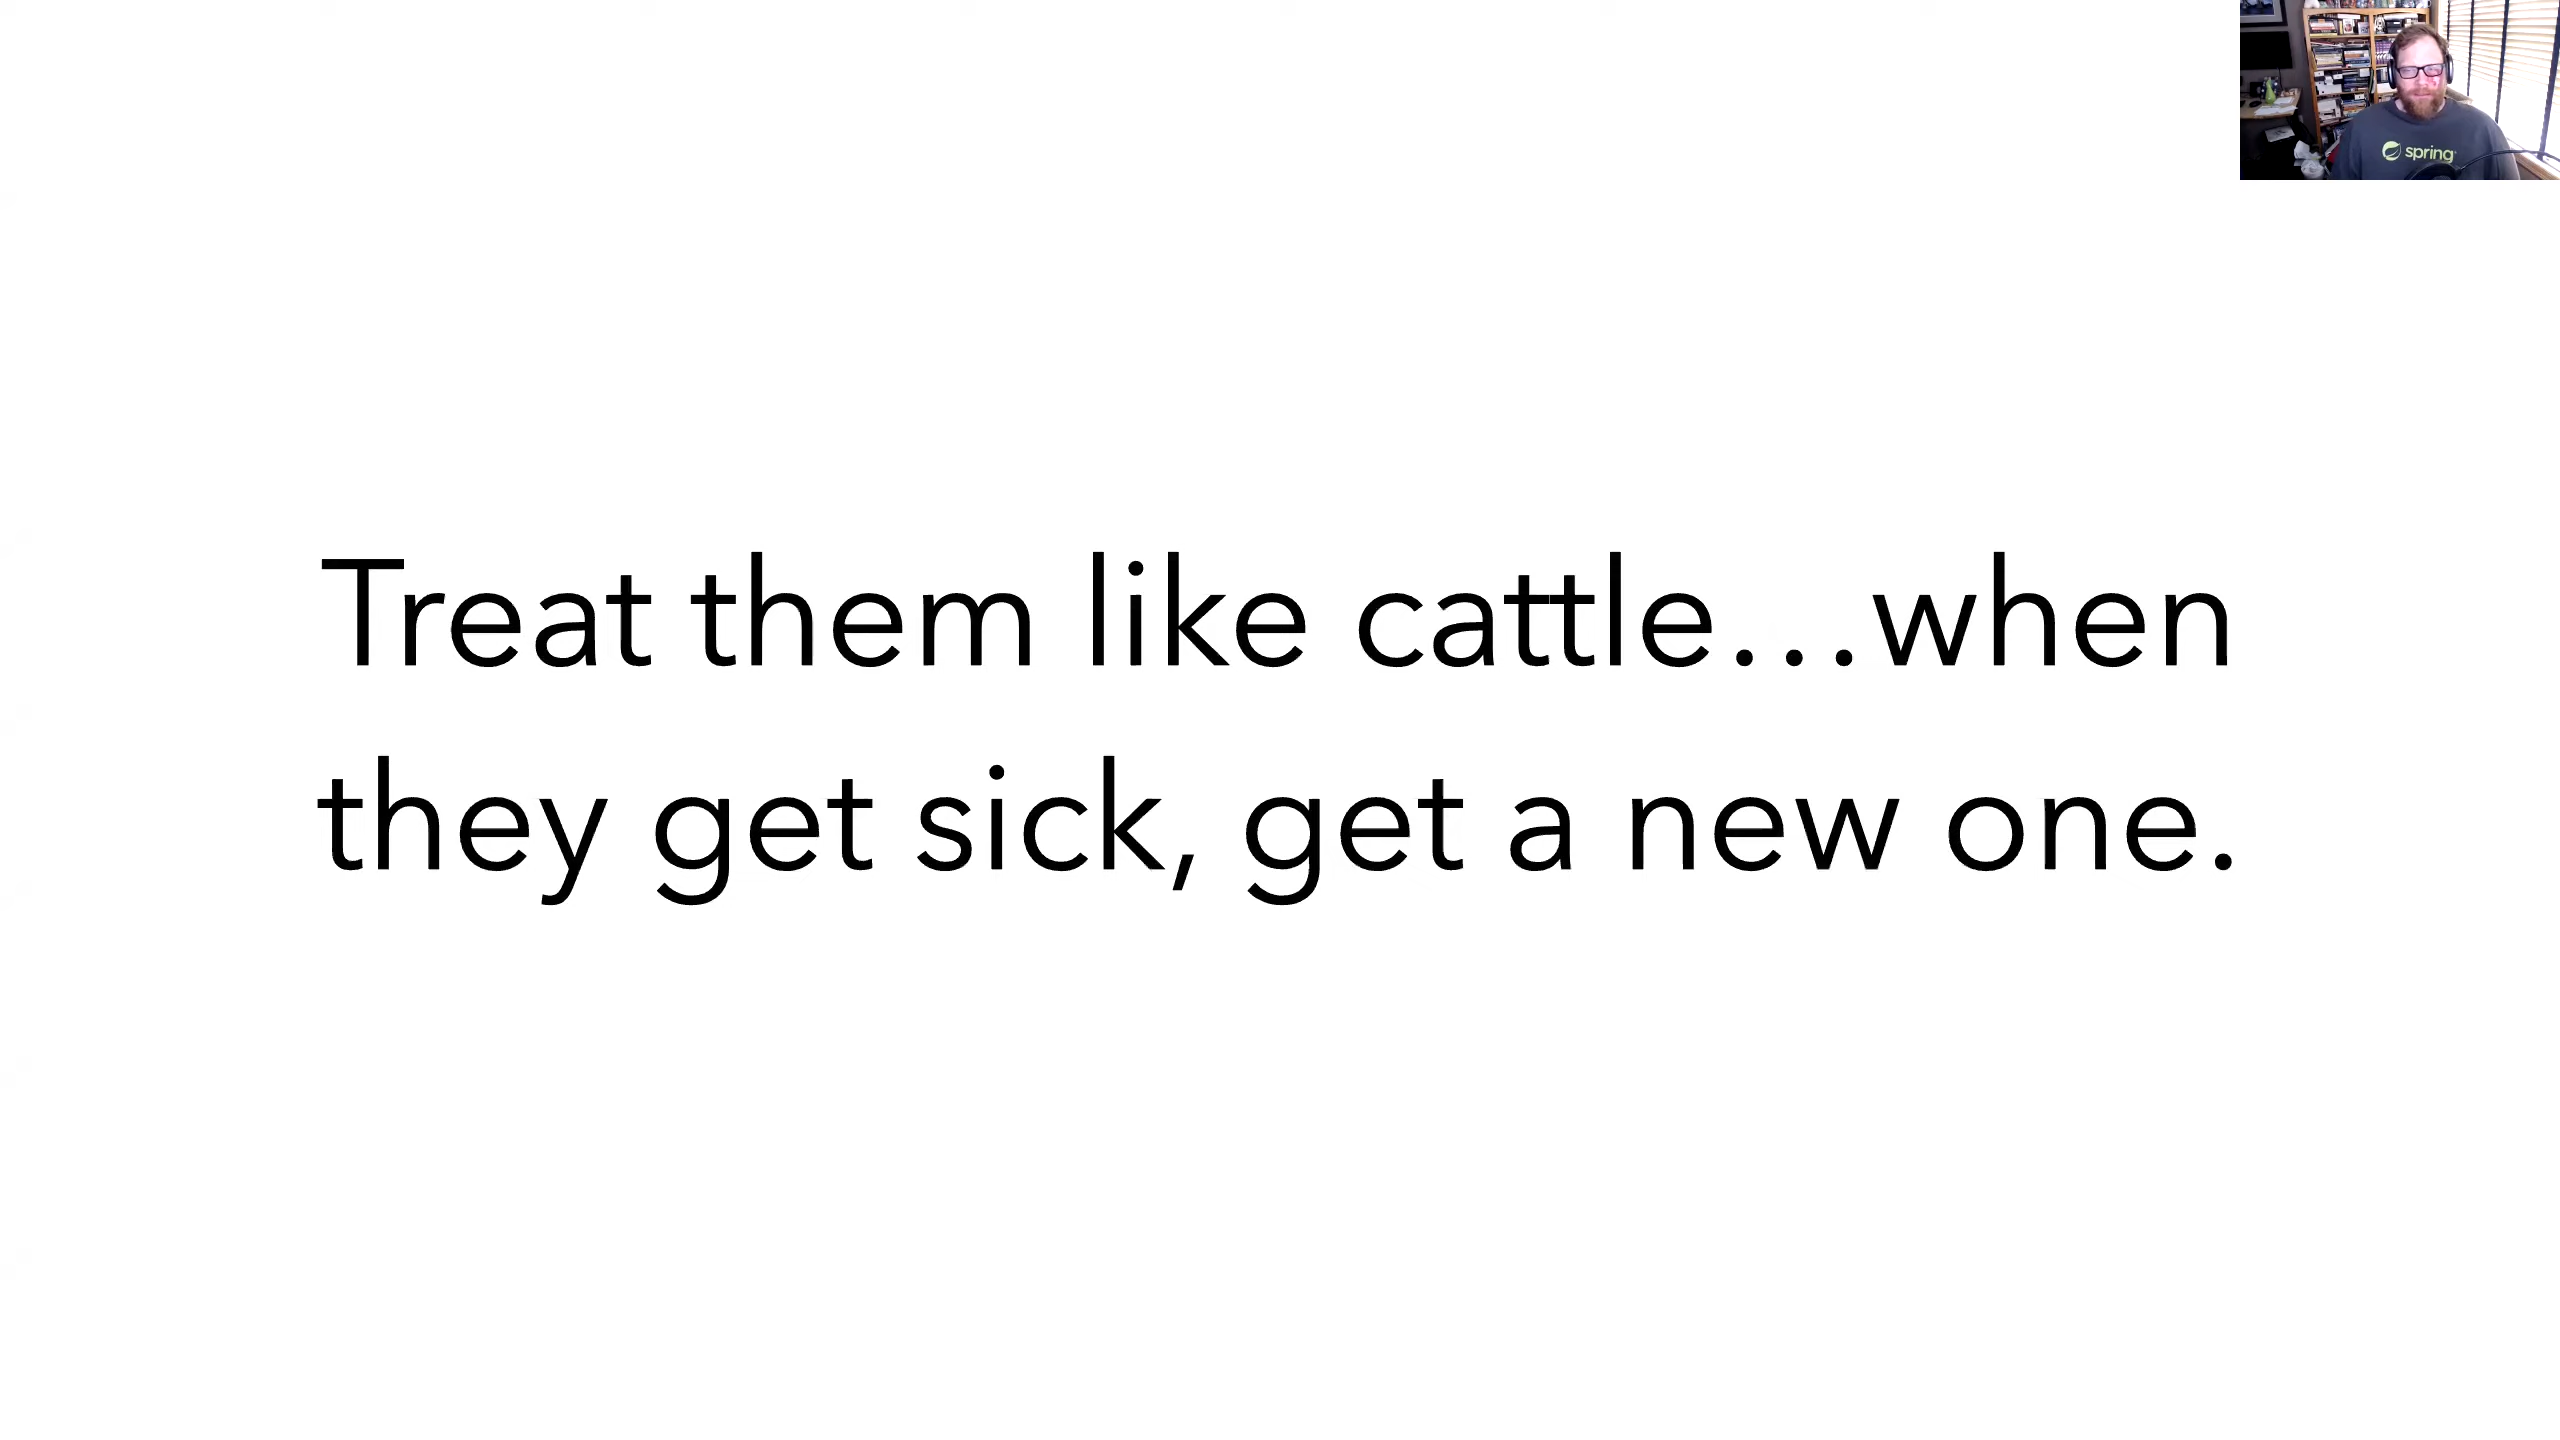 spring
Treat them like cattle…when
they get sick, get a new one.